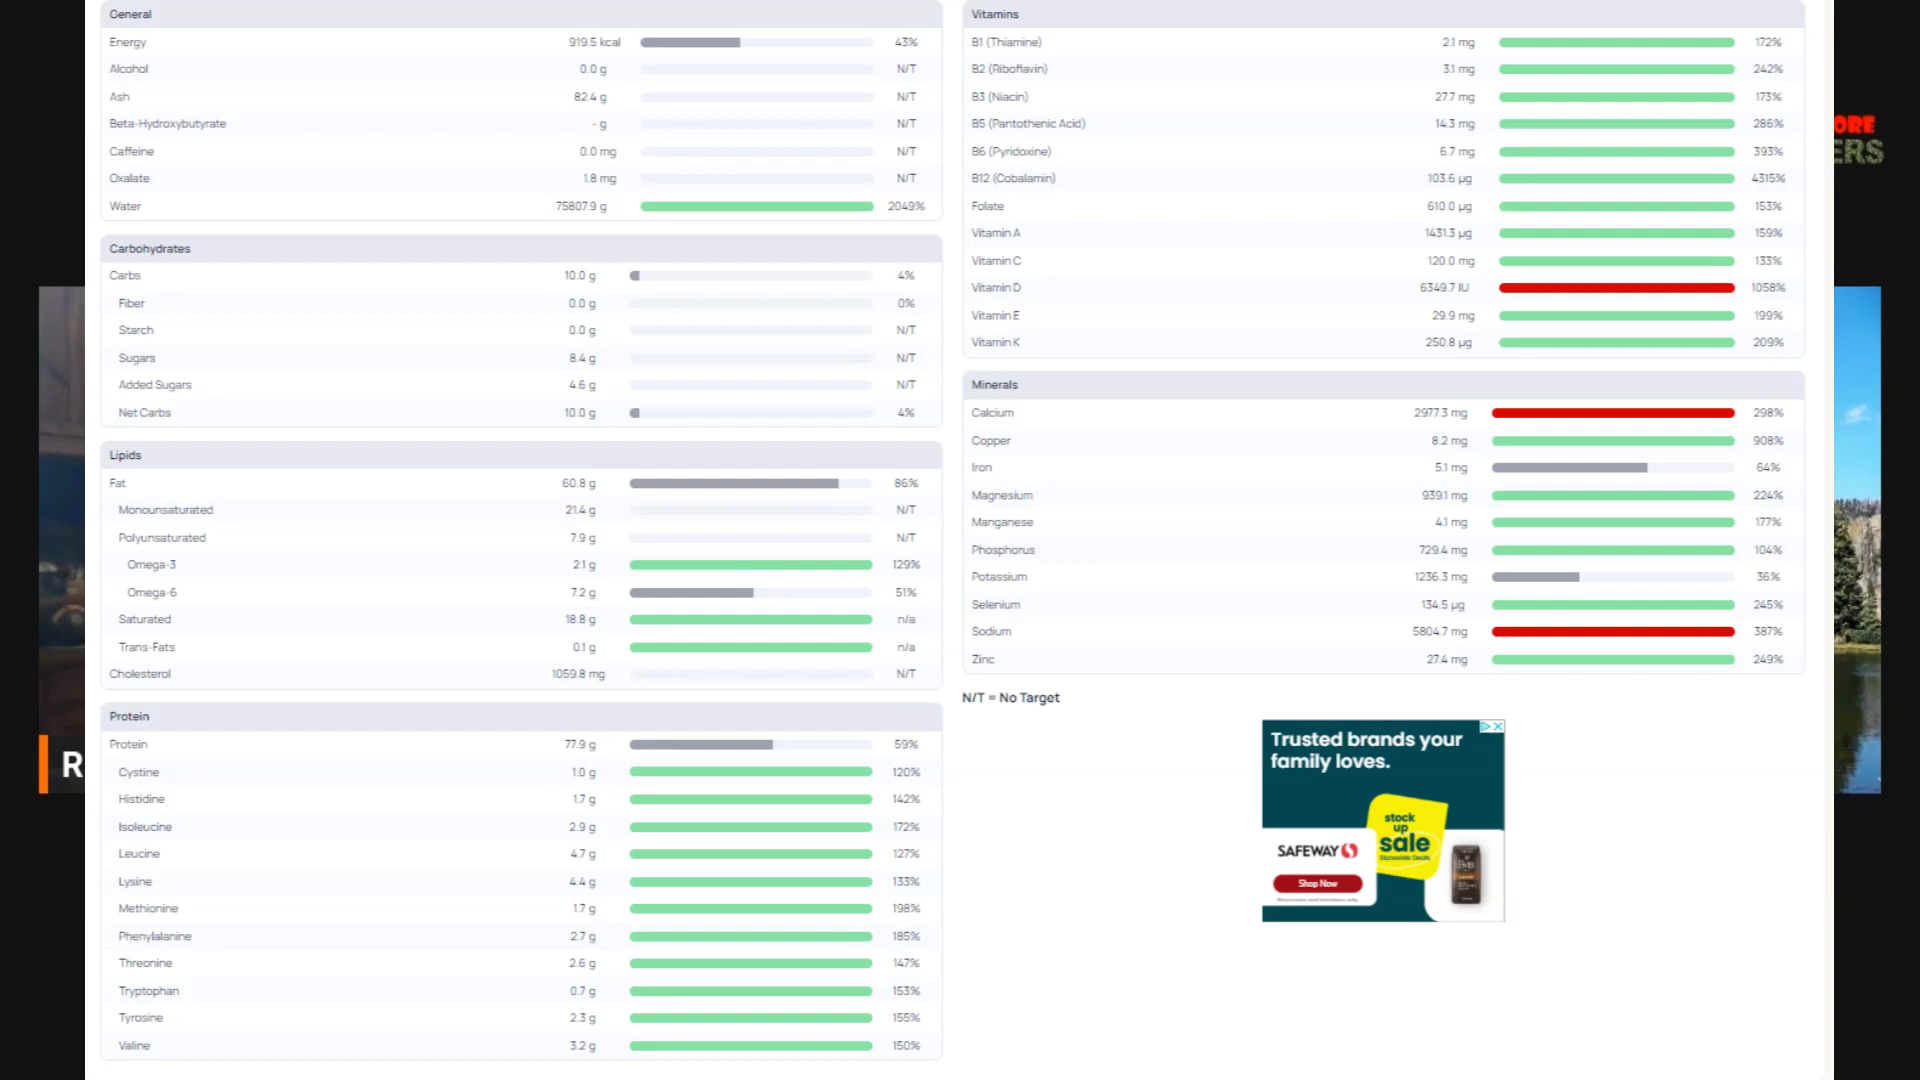 General
Energy 919.5 kcal 43%
Alcohol 0.0 g N/T
Ash 82.4 g N/T
Beta-Hydroxybutyrate - g N/T
Caffeine 0.0 mg N/T
Oxalate 1.8 mg N/T
Water 75807.9 g 2049%
Carbohydrates
Carbs 10.0 g 4%
Fiber 0.0 g 0%
Starch 0.0 g N/T
Sugars 8.4 g N/T
Added Sugars 4.6 g N/T
Net Carbs 10.0 g 4%
Lipids
Fat 60.8 g 86%
Monounsaturated 21.4 g N/T
Polyunsaturated 7.9 g N/T
Omega-3 2.1 g 129%
Omega-6 7.2 g 51%
Saturated 18.8 g n/a
Trans-Fats 0.1 g n/a
Cholesterol 1059.8 mg N/T
Protein
Protein 77.9 g 59%
Cystine 1.0 g 120%
Histidine 1.7 g 142%
Isoleucine 2.9 g 172%
Leucine 4.7 g 127%
Lysine 4.4 g 133%
Methionine 1.7 g 198%
Phenylalanine 2.7 g 185%
Threonine 2.6 g 147%
Tryptophan 0.7 g 153%
Tyrosine 2.3 g 155%
Valine 3.2 g 150%
Vitamins
B1 (Thiamine) 2.1 mg 172%
B2 (Riboflavin) 3.1 mg 242%
B3 (Niacin) 27.7 mg 173%
B5 (Pantothenic Acid) 14.3 mg 286%
B6 (Pyridoxine) 6.7 mg 393%
B12 (Cobalamin) 103.6 µg 4315%
Folate 610.0 µg 153%
Vitamin A 1431.3 µg 159%
Vitamin C 120.0 mg 133%
Vitamin D 6349.7 IU 1058%
Vitamin E 29.9 mg 199%
Vitamin K 250.8 µg 209%
Minerals
Calcium 2977.3 mg 298%
Copper 8.2 mg 908%
Iron 5.1 mg 64%
Magnesium 939.1 mg 224%
Manganese 4.1 mg 177%
Phosphorus 729.4 mg 104%
Potassium 1236.3 mg 36%
Selenium 134.5 µg 245%
Sodium 5804.7 mg 387%
Zinc 27.4 mg 249%
N/T = No Target
Trusted brands your
family loves.
stock
up
sale
Storewide Deals
SAFEWAY
Shop Now
ORE
ERS
R